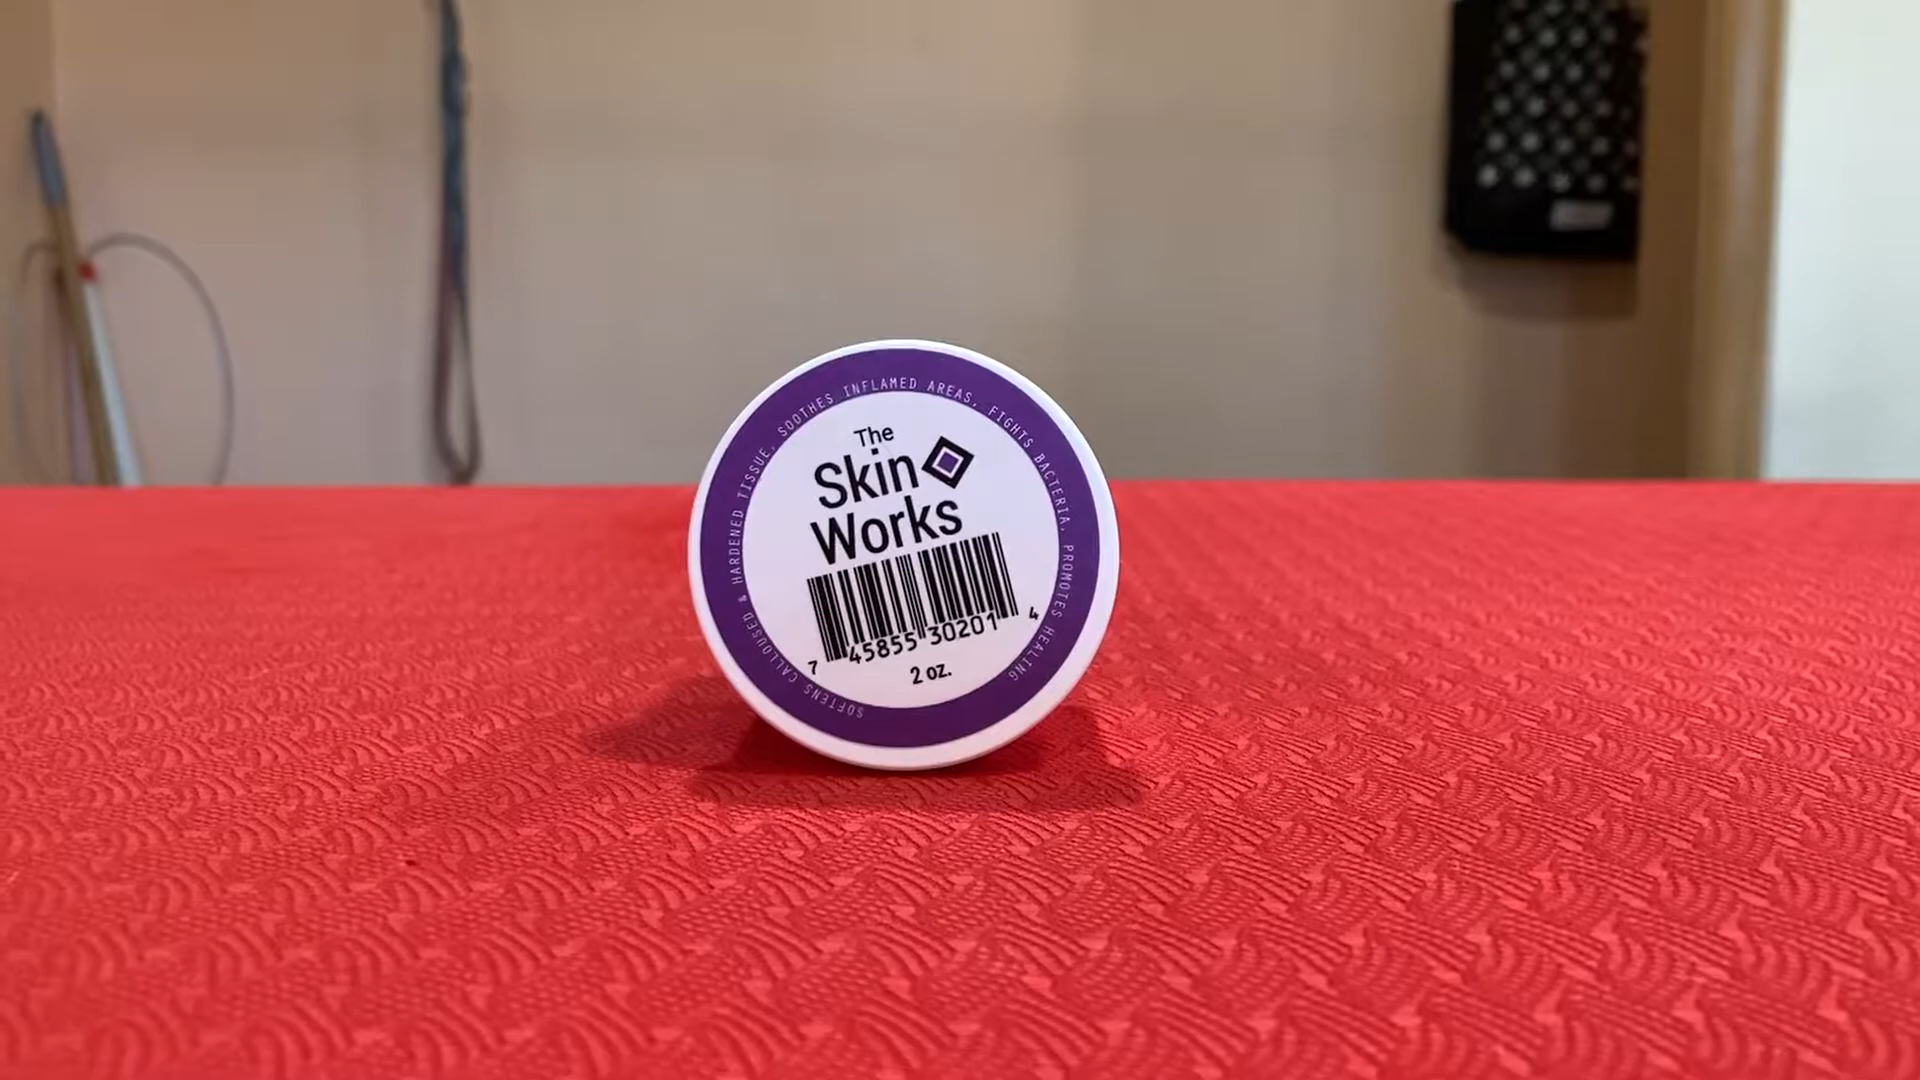 The
Skin
Works
7 45855 30201 4
2 oz.
SOFTENS CALLOUSED & HARDENED TISSUE, SOOTHES INFLAMED AREAS, FIGHTS BACTERIA, PROMOTES HEALING